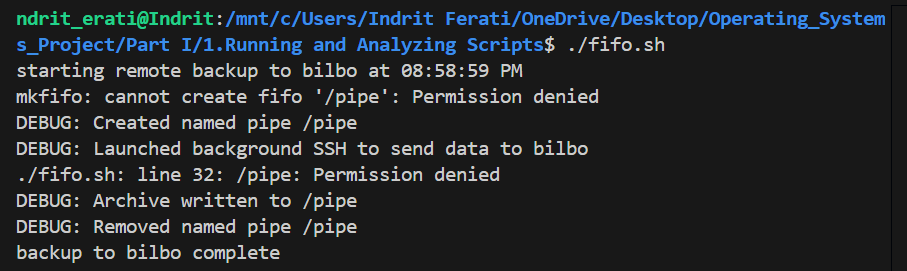 ndrit_erati@Indrit:/mnt/c/Users/Indrit Ferati/OneDrive/Desktop/Operating_System
s_Project/Part I/1.Running and Analyzing Scripts$ ./fifo.sh
starting remote backup to bilbo at 08:58:59 PM
mkfifo: cannot create fifo '/pipe': Permission denied
DEBUG: Created named pipe /pipe
DEBUG: Launched background SSH to send data to bilbo
./fifo.sh: line 32: /pipe: Permission denied
DEBUG: Archive written to /pipe
DEBUG: Removed named pipe /pipe
backup to bilbo complete